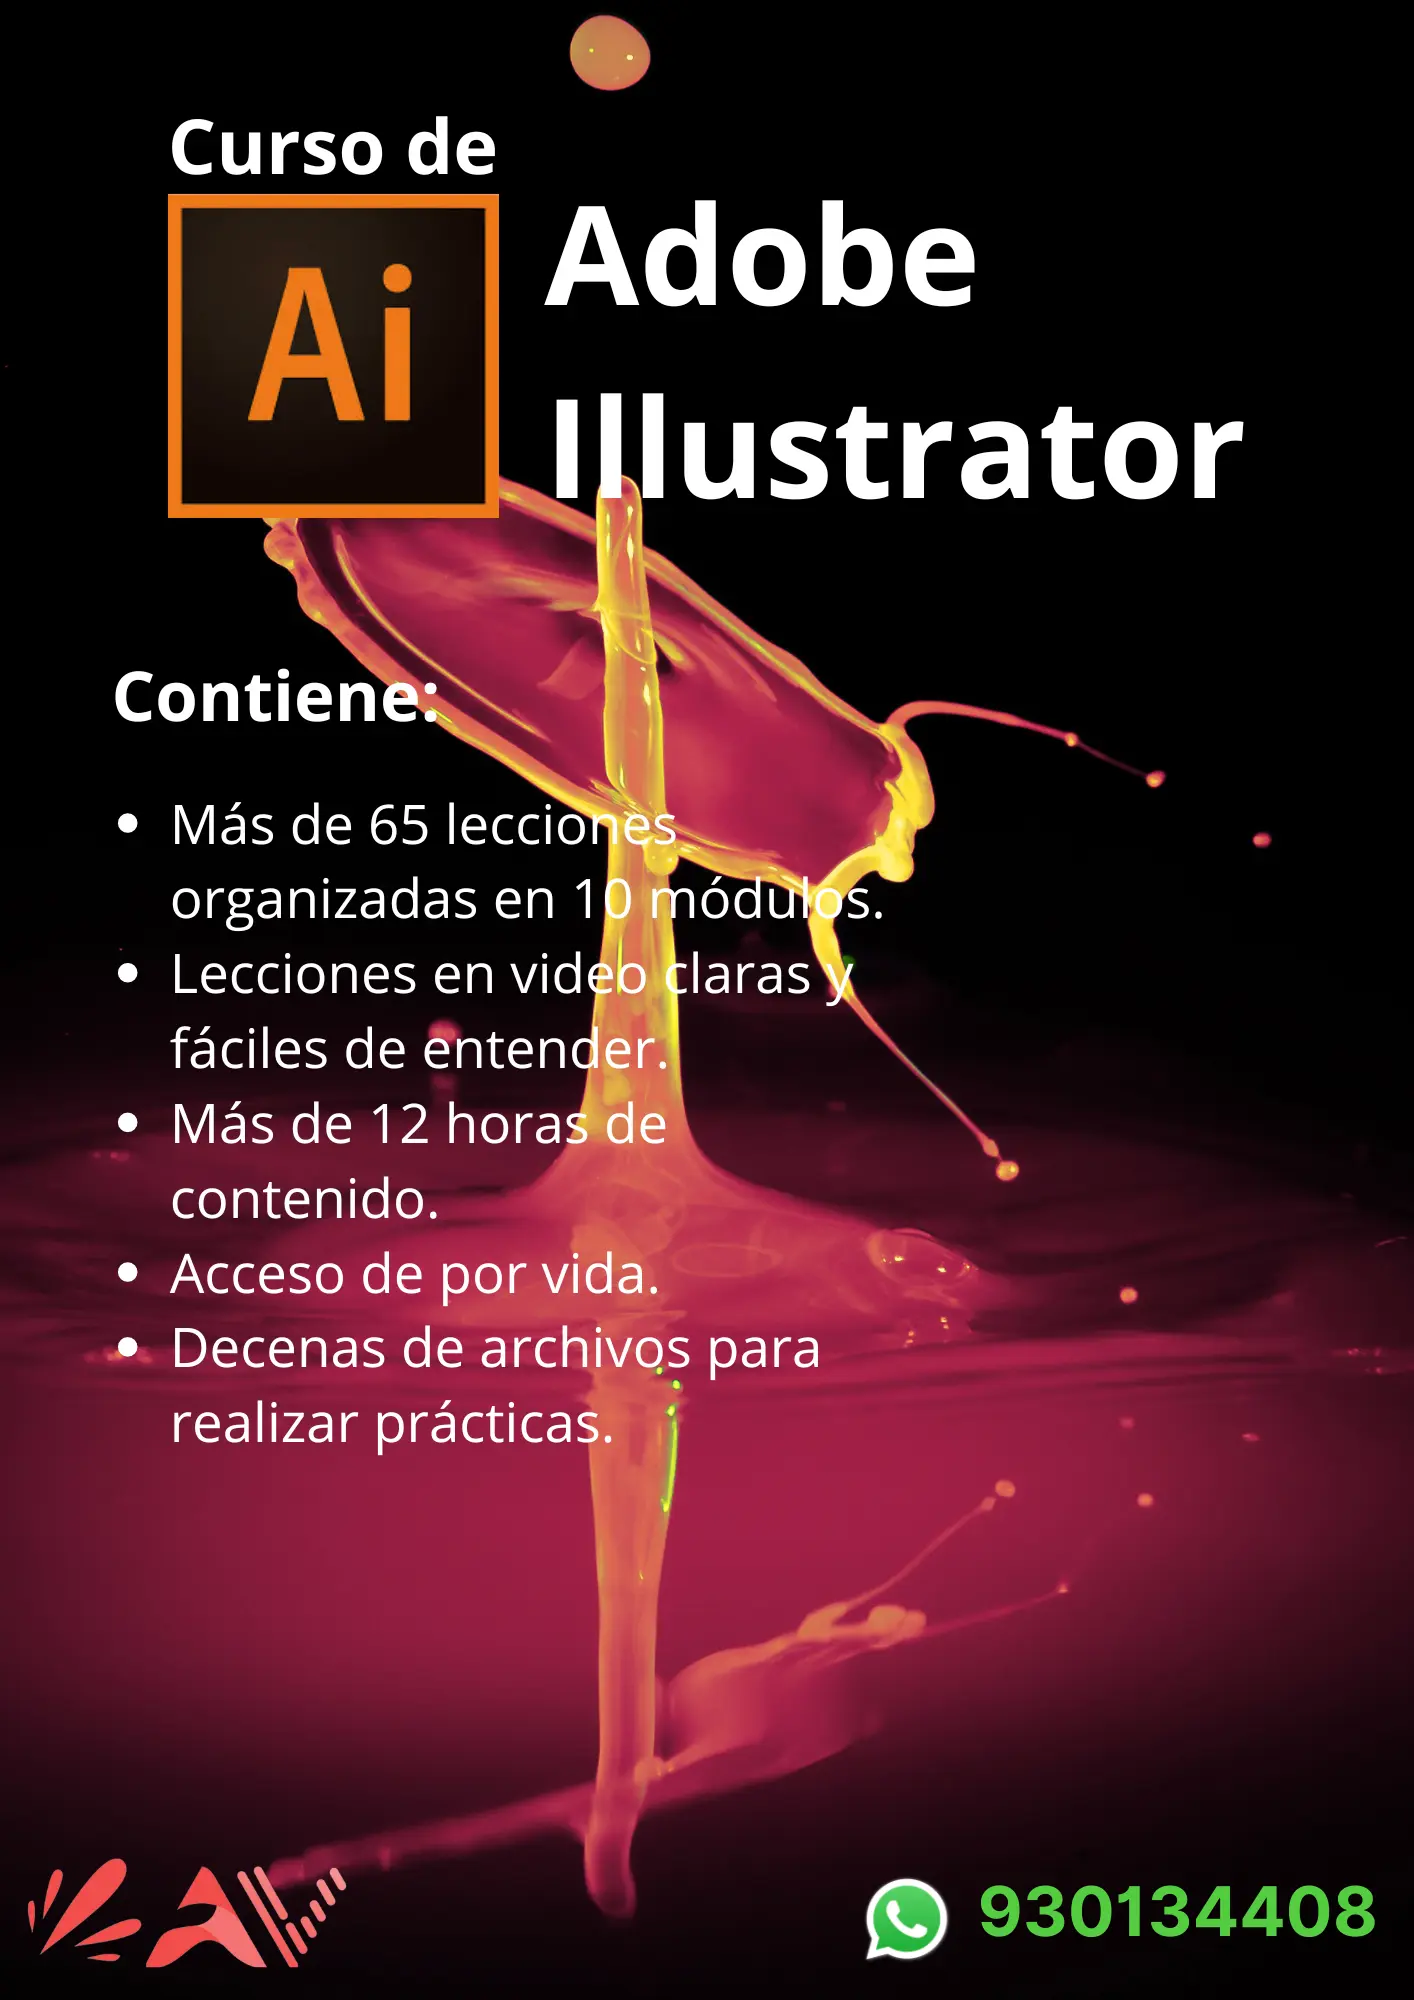 Curso de
Ai
Adobe
Illustrator
Contiene:
• Más de 65 lecciones
organizadas en 10 módulos.
• Lecciones en video claras y
fáciles de entender.
• Más de 12 horas de
contenido.
• Acceso de por vida.
• Decenas de archivos para
realizar prácticas.
930134408